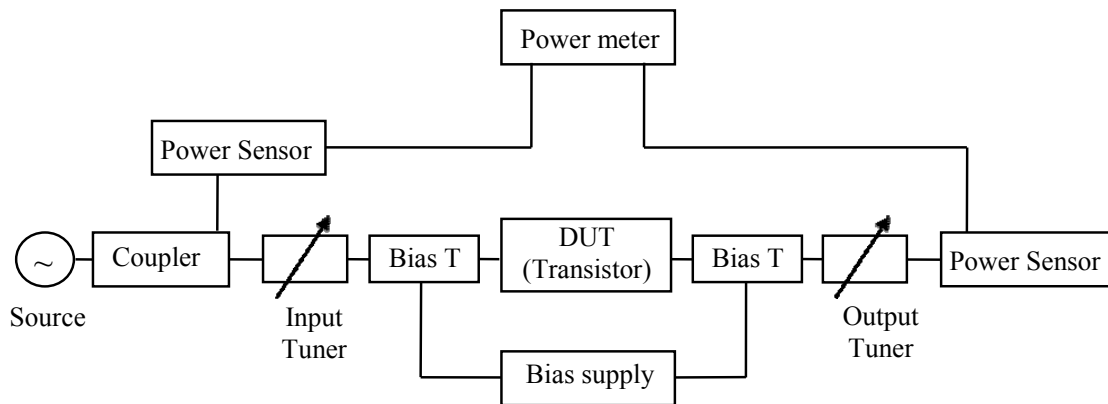 Power meter
Power Sensor
~
Coupler
Bias T
DUT
(Transistor)
Bias T
Power Sensor
Source
Input
Tuner
Output
Tuner
Bias supply